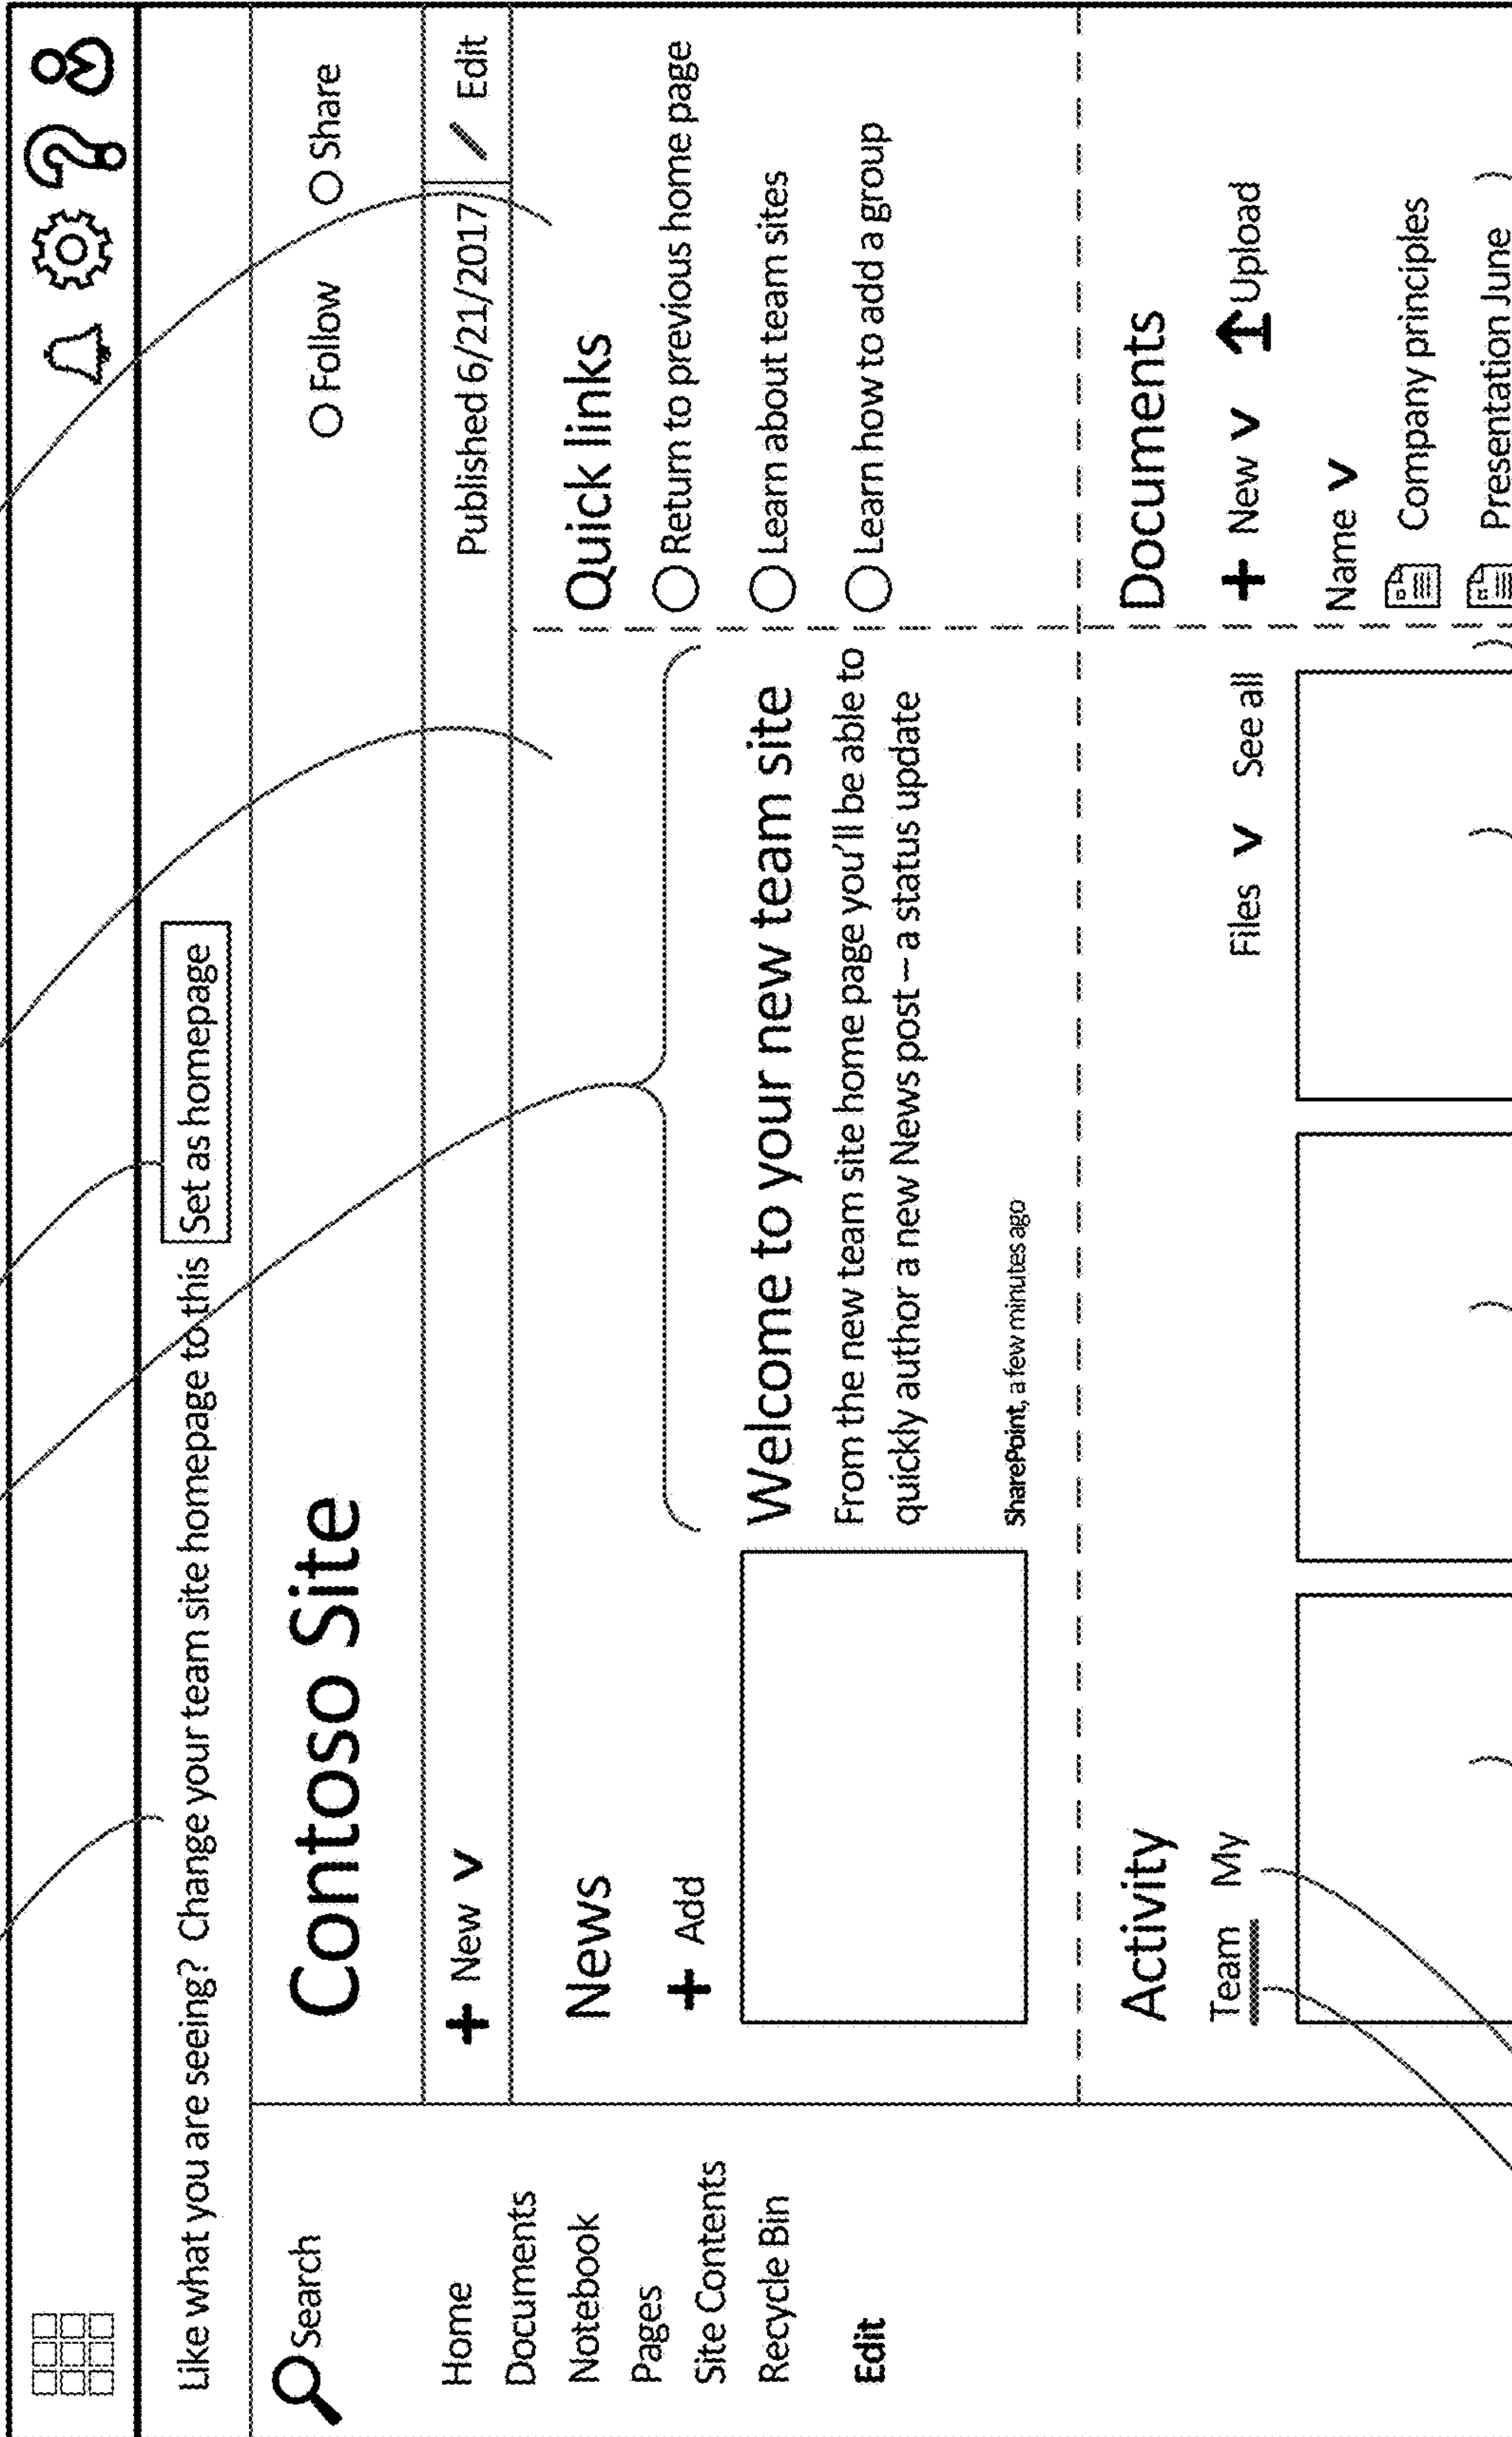 Like what you are seeing? Change your team site homepage to this Set as homepage
Search
Home
Documents
Notebook
Pages
Site Contents
Recycle Bin
Edit
Contoso Site
Follow Share
+ New v Published 6/21/2017 Edit
News
+ Add
Welcome to your new team site
From the new team site home page you'll be able to
quickly author a new News post – a status update
SharePoint, a few minutes ago
Quick links
Return to previous home page
Learn about team sites
Learn how to add a group
Activity
Team My
Files v See all
Documents
+ New v Upload
Name v
Company principles
Presentation June